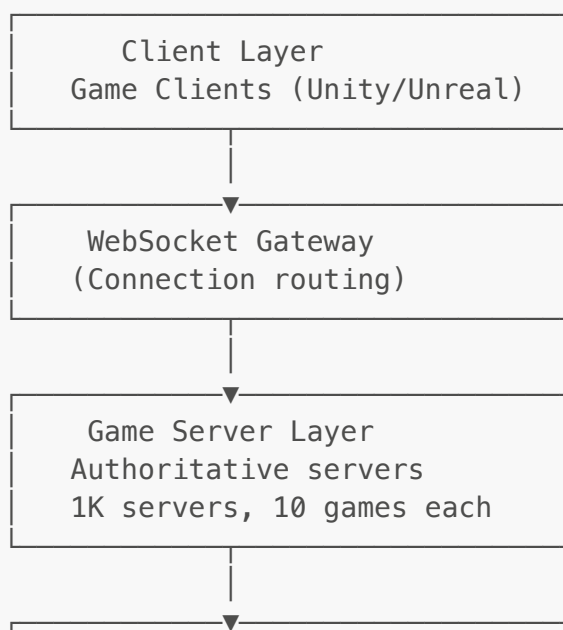 Client Layer
Game Clients (Unity/Unreal)
WebSocket Gateway
(Connection routing)
Game Server Layer
Authoritative servers
1K servers, 10 games each